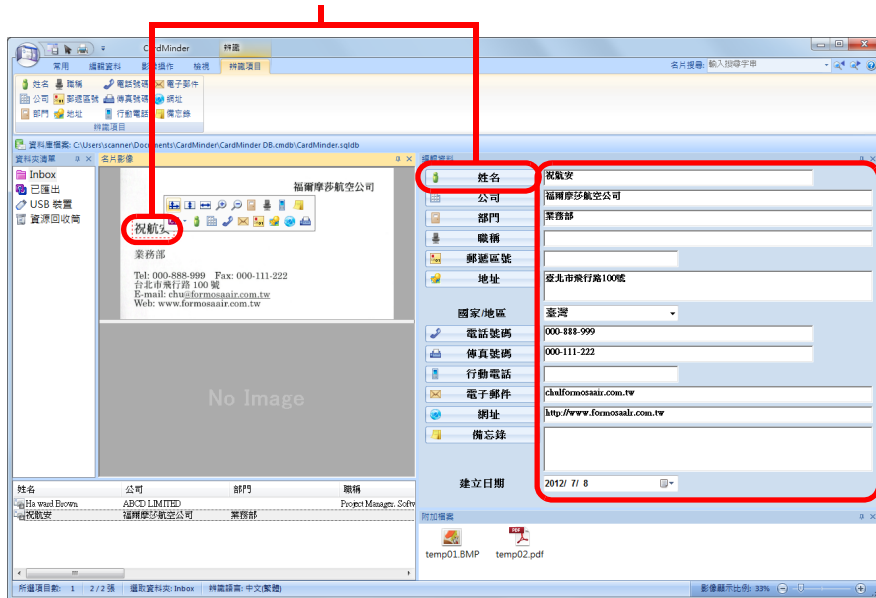 CardMinder
辨識
常用 編輯資料 影像操作 檢視 辨識項目
名片搜尋: 輸入搜尋字串
姓名 職稱 電話號碼 電子郵件
公司 郵遞區號 傳真號碼 網址
部門 地址 行動電話 備忘錄
辨識項目
資料庫檔案: C:\Users\scanner\Documents\CardMinder\CardMinder DB.cmdb\CardMinder.sqldb
資料夾清單
Inbox
已匯出
USB 裝置
資源回收筒
名片影像
福爾摩莎航空公司
祝航安
業務部
Tel: 000-888-999 Fax: 000-111-222
台北市飛行路 100 號
E-mail: chu@formosaair.com.tw
Web: www.formosaair.com.tw
No Image
編輯資料
姓名 祝航安
公司 福爾摩莎航空公司
部門 業務部
職稱
郵遞區號
地址 臺北市飛行路100號
國家/地區 臺灣
電話號碼 000-888-999
傳真號碼 000-111-222
行動電話
電子郵件 chulformosaair.com.tw
網址 http://www.formosaalr.com.tw
備忘錄
建立日期 2012/ 7/ 8
姓名 公司 部門 職稱
Ha ward Brown ABCD LIMITED Project Manager. Softw
祝航安 福爾摩莎航空公司 業務部
附加檔案
PDF
temp01.BMP temp02.pdf
所選項目數: 1 2/2 張 選取資料夾: Inbox 辨識語言: 中文(繁體) 影像顯示比例: 33%